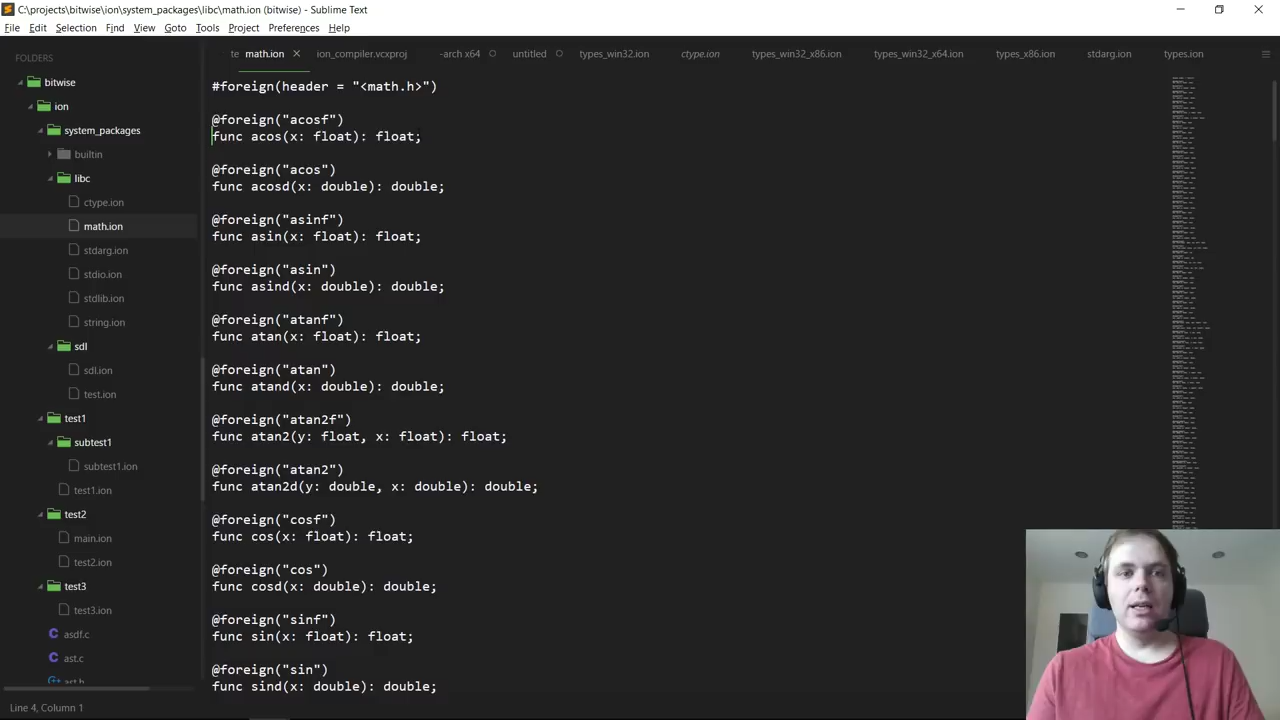 C:\projects\bitwise\ion\system_packages\libc\math.ion (bitwise) - Sublime Text
File Edit Selection Find View Goto Tools Project Preferences Help
te math.ion ion_compiler.vcxproj -arch x64 untitled types_win32.ion ctype.ion types_win32_x86.ion types_win32_x64.ion types_x86.ion stdarg.ion types.ion
FOLDERS
bitwise
ion
system_packages
builtin
libc
ctype.ion
math.ion
stdarg.ion
stdio.ion
stdlib.ion
string.ion
sdl
sdl.ion
test.ion
test1
subtest1
subtest1.ion
test1.ion
test2
main.ion
test2.ion
test3
test3.ion
asdf.c
ast.c
ast.h
#foreign(header = "<math.h>")
@foreign("acosf")
func acos(x: float): float;
@foreign("acos")
func acosd(x: double): double;
@foreign("asinf")
func asin(x: float): float;
@foreign("asin")
func asind(x: double): double;
@foreign("atanf")
func atan(x: float): float;
@foreign("atan")
func atand(x: double): double;
@foreign("atan2f")
func atan2(y: float, x: float): float;
@foreign("atan2")
func atan2d(y: double, x: double): double;
@foreign("cosf")
func cos(x: float): float;
@foreign("cos")
func cosd(x: double): double;
@foreign("sinf")
func sin(x: float): float;
@foreign("sin")
func sind(x: double): double;
Line 4, Column 1